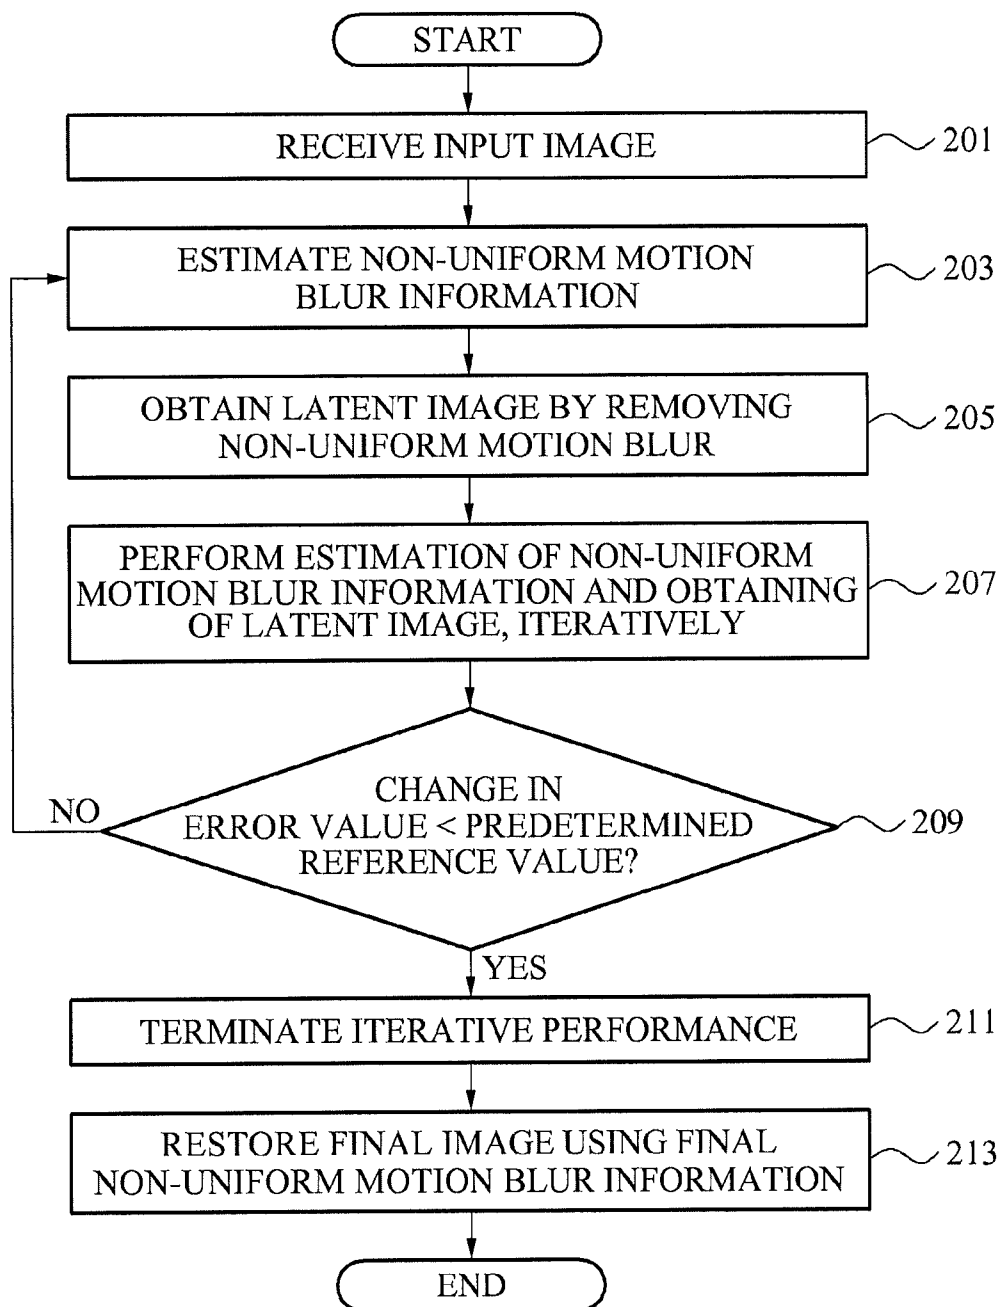 START
RECEIVE INPUT IMAGE
201
ESTIMATE NON-UNIFORM MOTION
BLUR INFORMATION
203
OBTAIN LATENT IMAGE BY REMOVING
NON-UNIFORM MOTION BLUR
205
PERFORM ESTIMATION OF NON-UNIFORM
MOTION BLUR INFORMATION AND OBTAINING
OF LATENT IMAGE, ITERATIVELY
207
CHANGE IN
ERROR VALUE < PREDETERMINED
REFERENCE VALUE?
209
NO
YES
TERMINATE ITERATIVE PERFORMANCE
211
RESTORE FINAL IMAGE USING FINAL
NON-UNIFORM MOTION BLUR INFORMATION
213
END